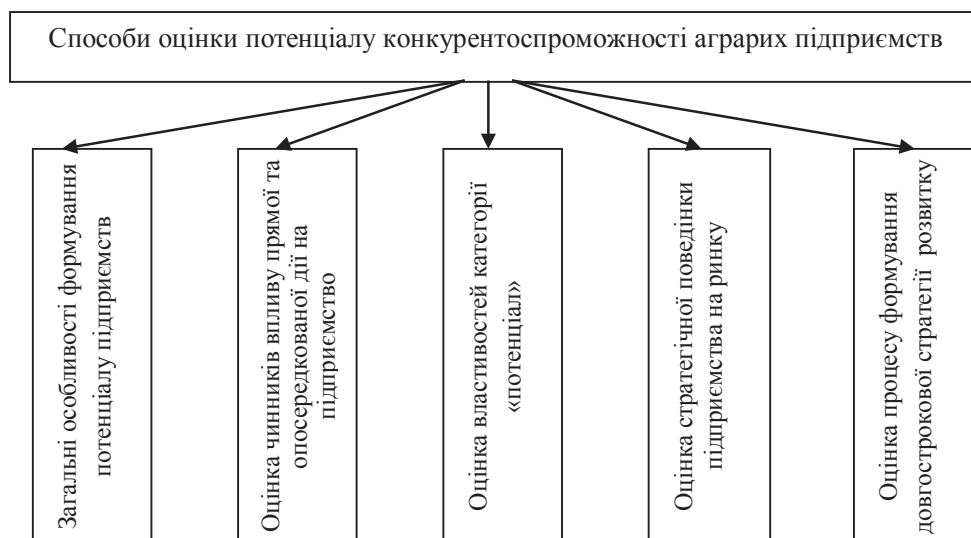 Способи оцінки потенціалу конкурентоспроможності аграрих підприємств
Загальні особливості формування
потенціалу підприємств
Оцінка чинників впливу прямої та
опосередкованої дії на
підприємство
Оцінка властивостей категорії
«потенціал»
Оцінка стратегічної поведінки
підприємства на ринку
Оцінка процесу формування
довгострокової стратегії розвитку